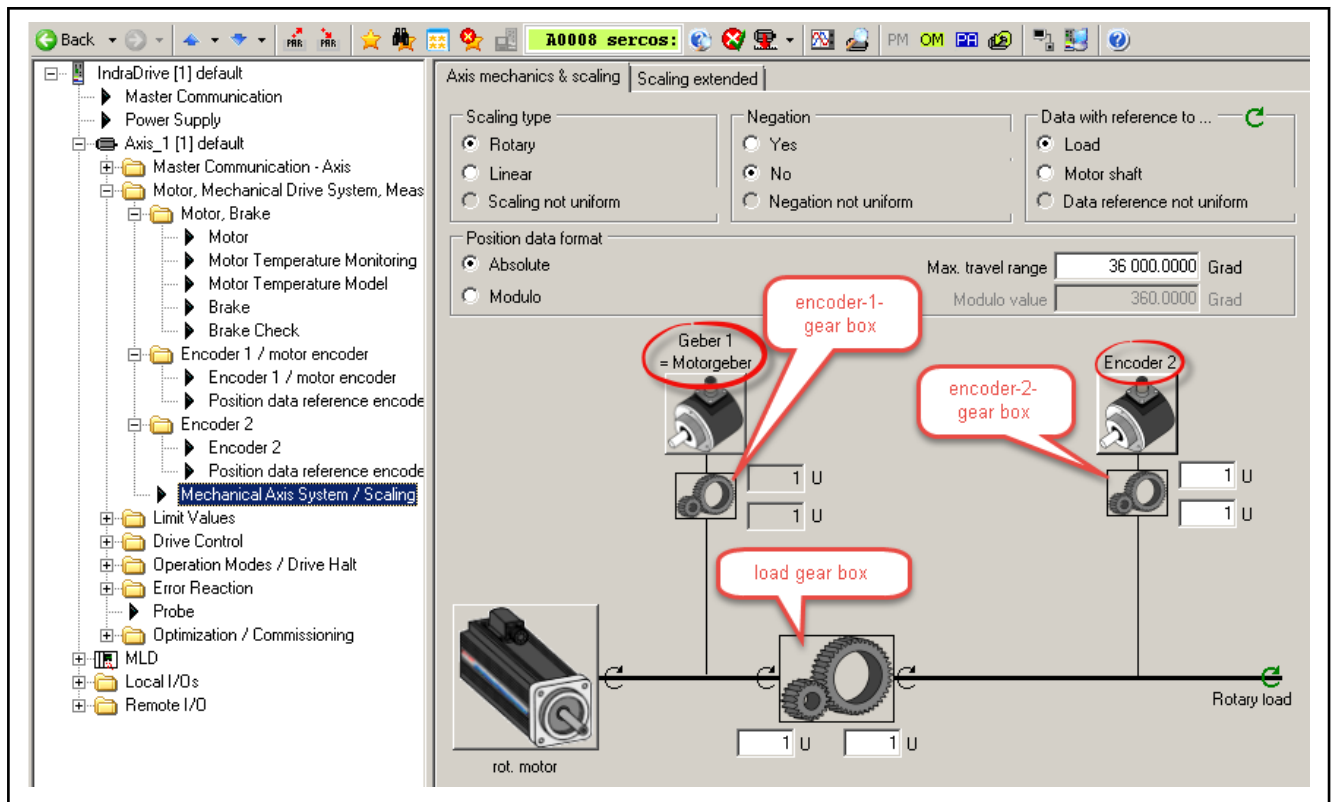 Back
PAR
PAR
A0008 sercos:
PM OM PA
IndraDrive [1] default
Master Communication
Power Supply
Axis_1 [1] default
Master Communication - Axis
Motor, Mechanical Drive System, Meas
Motor, Brake
Motor
Motor Temperature Monitoring
Motor Temperature Model
Brake
Brake Check
Encoder 1 / motor encoder
Encoder 1 / motor encoder
Position data reference encode
Encoder 2
Encoder 2
Position data reference encode
Mechanical Axis System / Scaling
Limit Values
Drive Control
Operation Modes / Drive Halt
Error Reaction
Probe
Optimization / Commissioning
MLD
Local I/Os
Remote I/O
Axis mechanics & scaling
Scaling extended
Scaling type
Rotary
Linear
Scaling not uniform
Negation
Yes
No
Negation not uniform
Data with reference to ...
Load
Motor shaft
Data reference not uniform
Position data format
Absolute
Modulo
Max. travel range 36 000.0000 Grad
Modulo value 360.0000 Grad
encoder-1-
gear box
Geber 1
= Motorgeber
1 U
1 U
encoder-2-
gear box
Encoder 2
1 U
1 U
load gear box
Rotary load
1 U 1 U
rot. motor